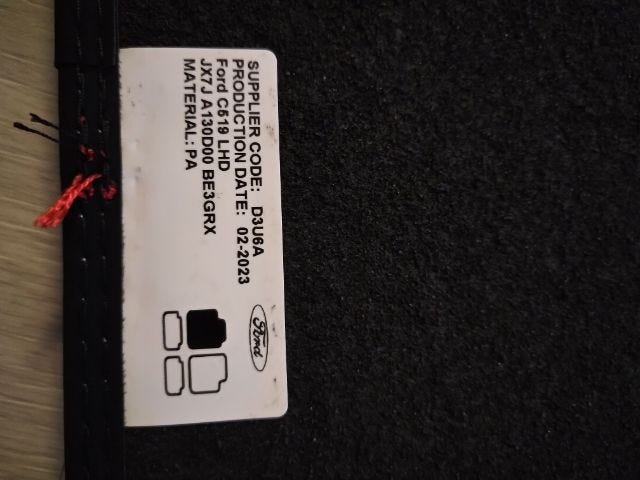 SUPPLIER CODE: D3U6A
PRODUCTION DATE: 02-2023
Ford C519 LHD
JX7J A130D00 BE3GRX
MATERIAL: PA
Ford